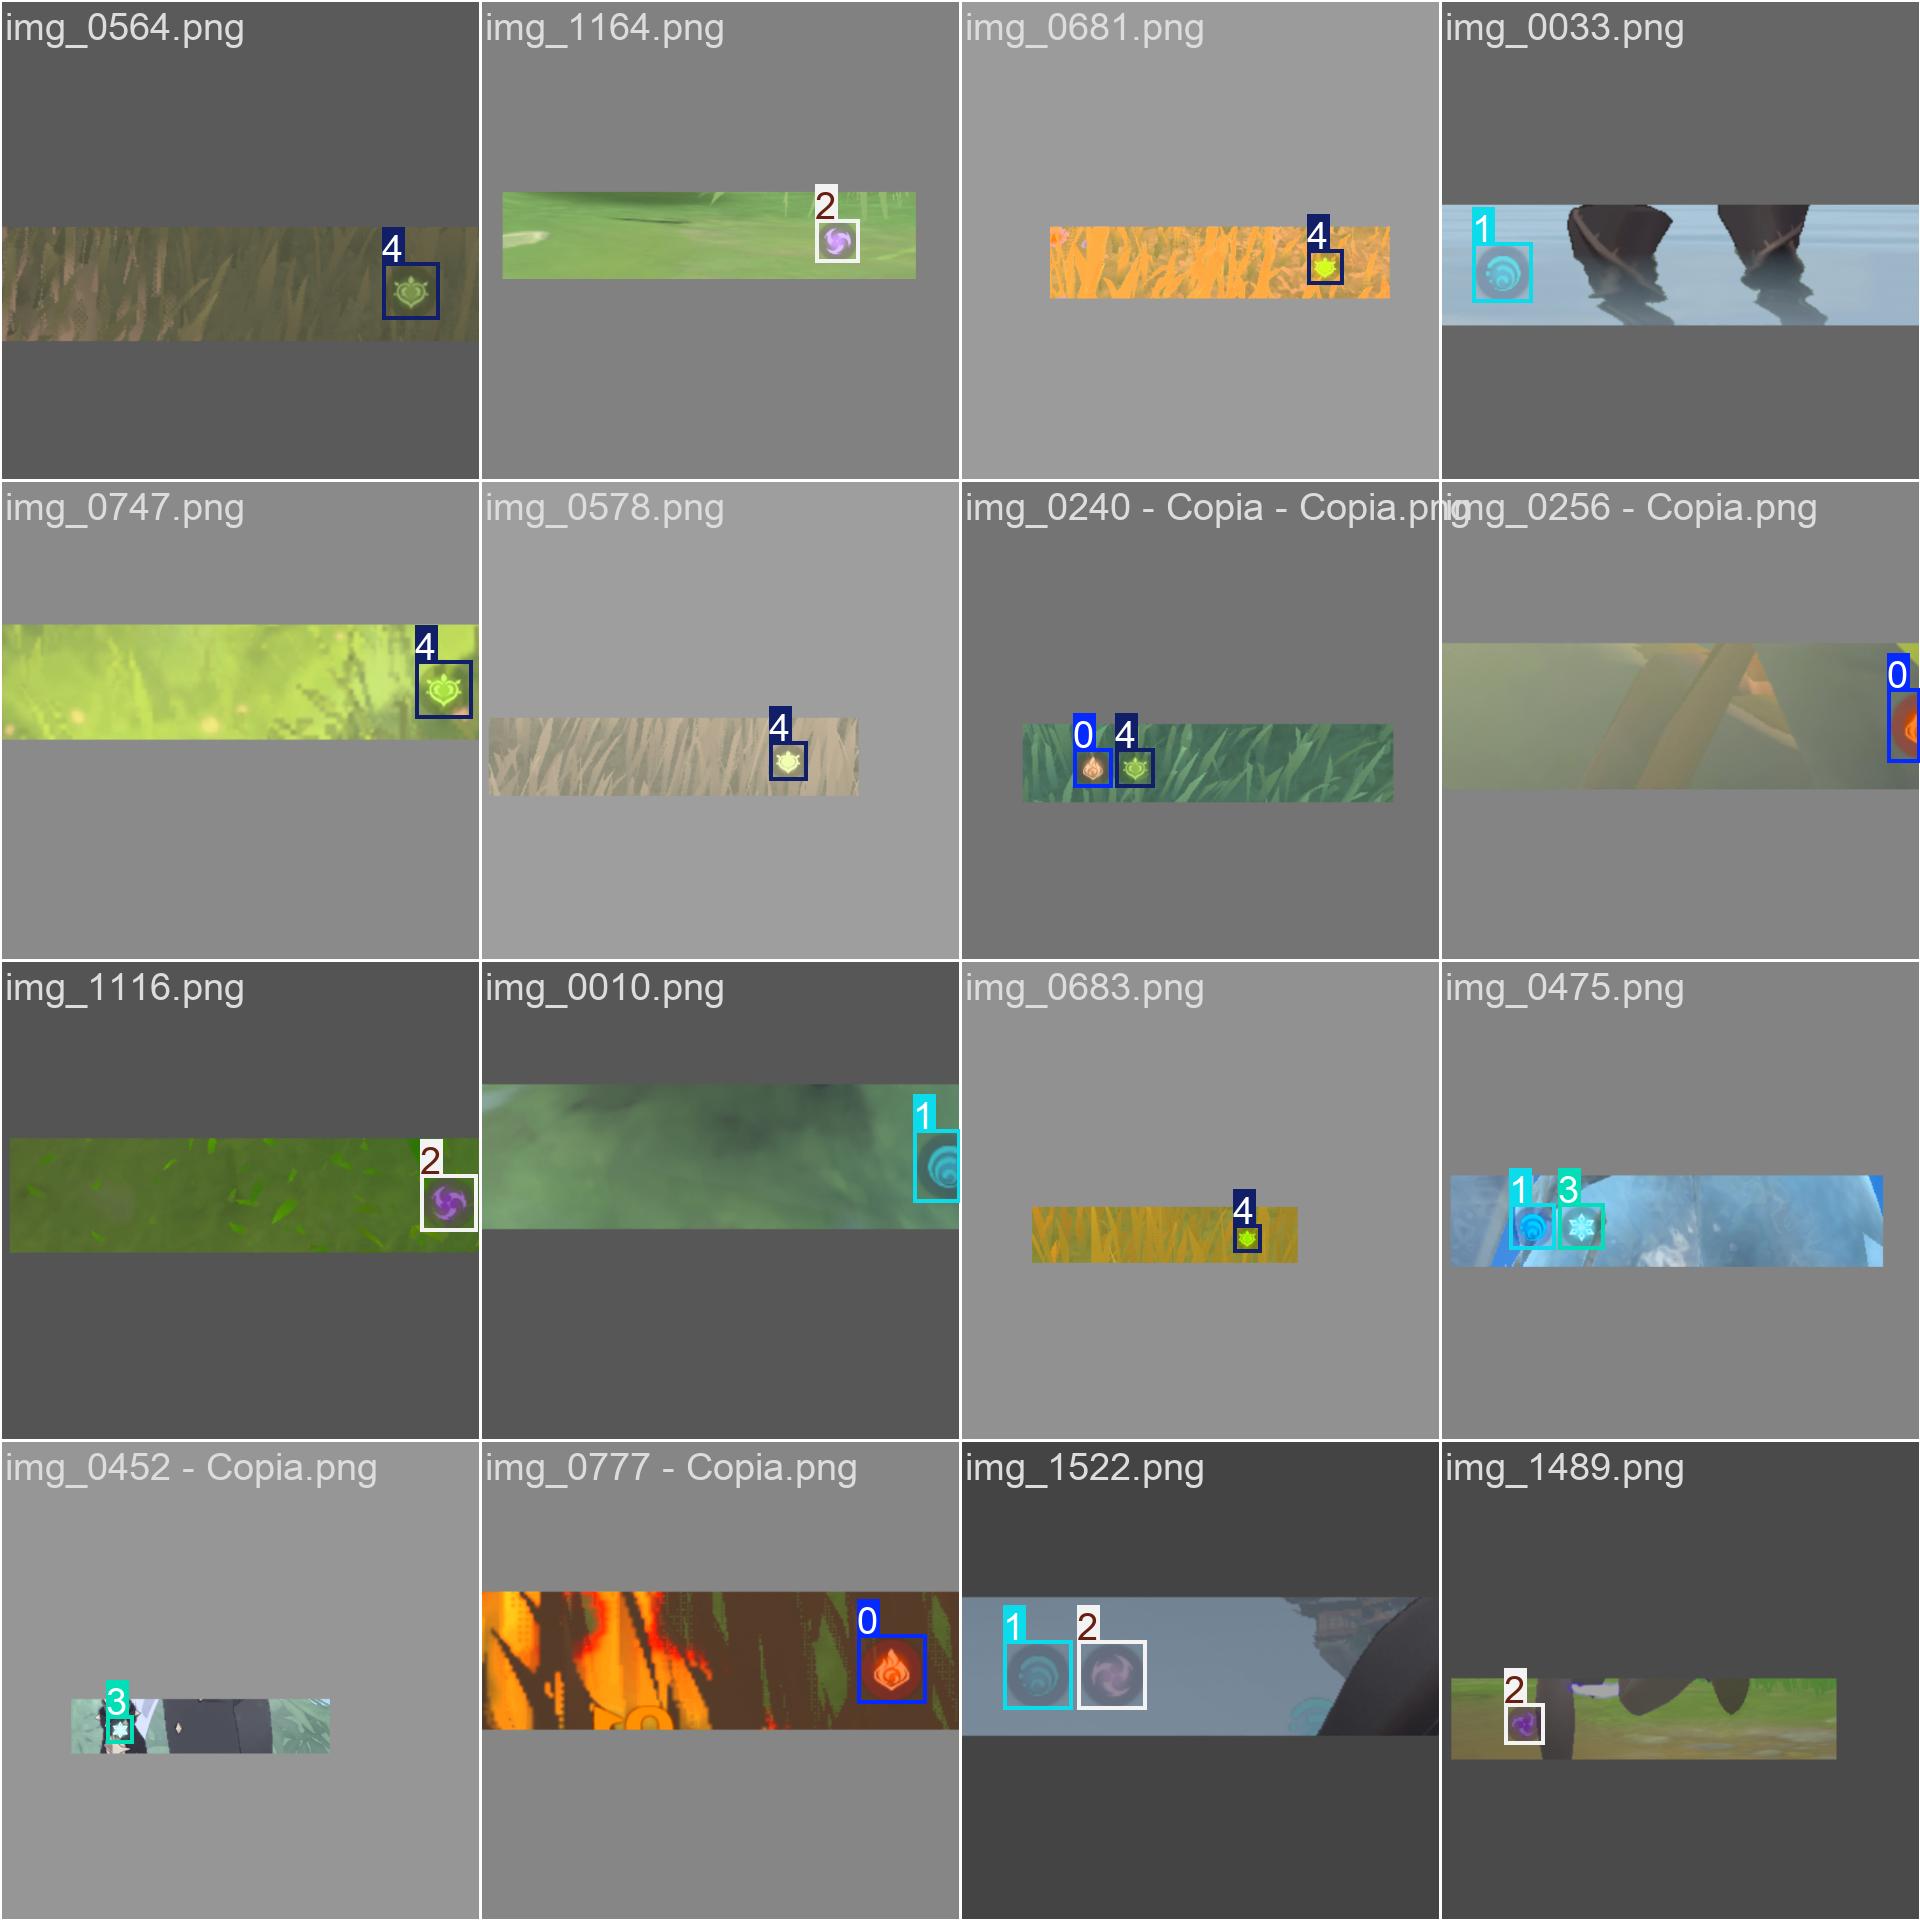 img_0564.png
img_1164.png
img_0681.png
img_0033.png
4
2
4
1
img_0747.png
img_0578.png
img_0240 - Copia - Copia.png
img_0256 - Copia.png
4
4
0 4
0
img_1116.png
img_0010.png
img_0683.png
img_0475.png
2
1
4
1 3
img_0452 - Copia.png
img_0777 - Copia.png
img_1522.png
img_1489.png
3
0
1 2
2